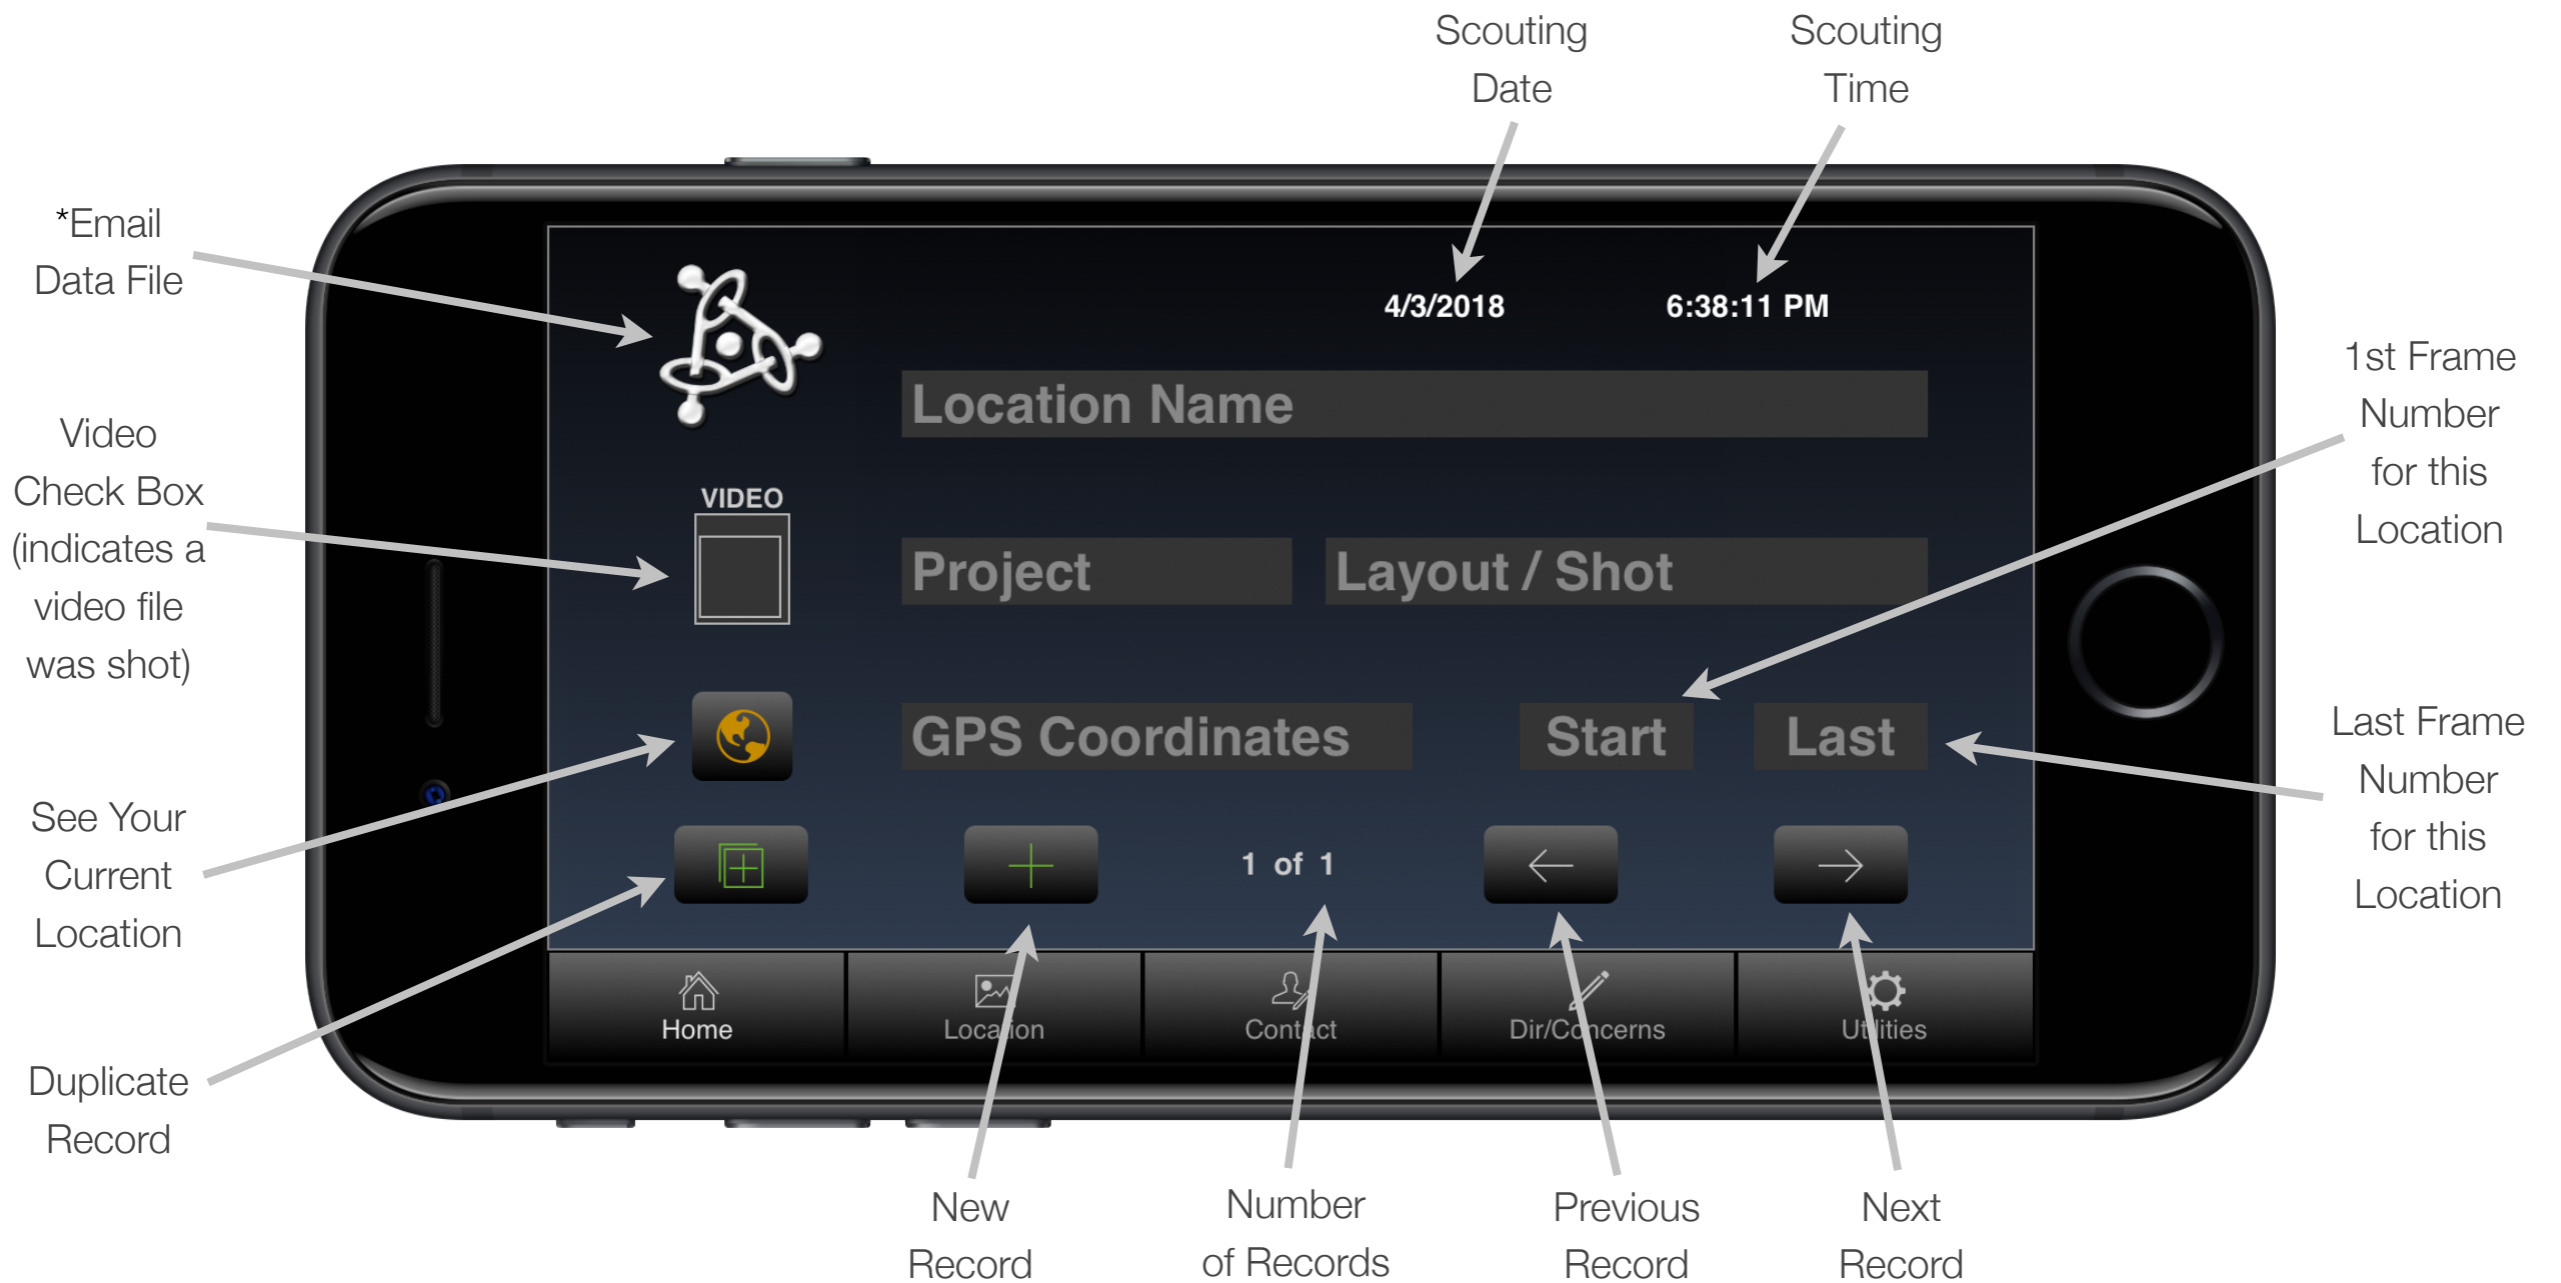 Scouting
Date
Scouting
Time
*Email
Data File
4/3/2018
6:38:11 PM
1st Frame
Number
for this
Location
Location Name
Video
Check Box
(indicates a
video file
was shot)
VIDEO
Project
Layout / Shot
GPS Coordinates
Start
Last
Last Frame
Number
for this
Location
See Your
Current
Location
1 of 1
Home
Location
Contact
Dir/Concerns
Utilities
Duplicate
Record
New
Record
Number
of Records
Previous
Record
Next
Record